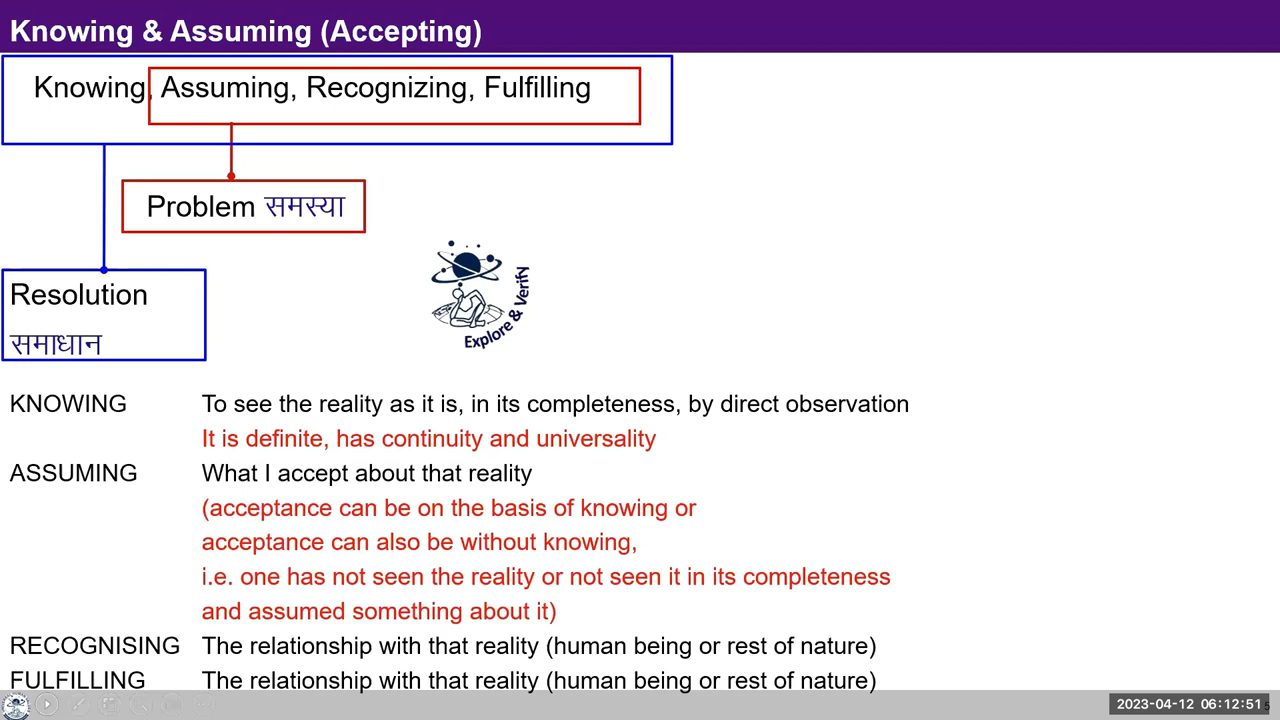 Knowing & Assuming (Accepting)
Knowing, Assuming, Recognizing, Fulfilling
Problem समस्या
Resolution
समाधान
Explore & Verify
KNOWING To see the reality as it is, in its completeness, by direct observation
It is definite, has continuity and universality
ASSUMING What I accept about that reality
(acceptance can be on the basis of knowing or
acceptance can also be without knowing,
i.e. one has not seen the reality or not seen it in its completeness
and assumed something about it)
RECOGNISING The relationship with that reality (human being or rest of nature)
FULFILLING The relationship with that reality (human being or rest of nature)
2023-04-12 06:12:51
5